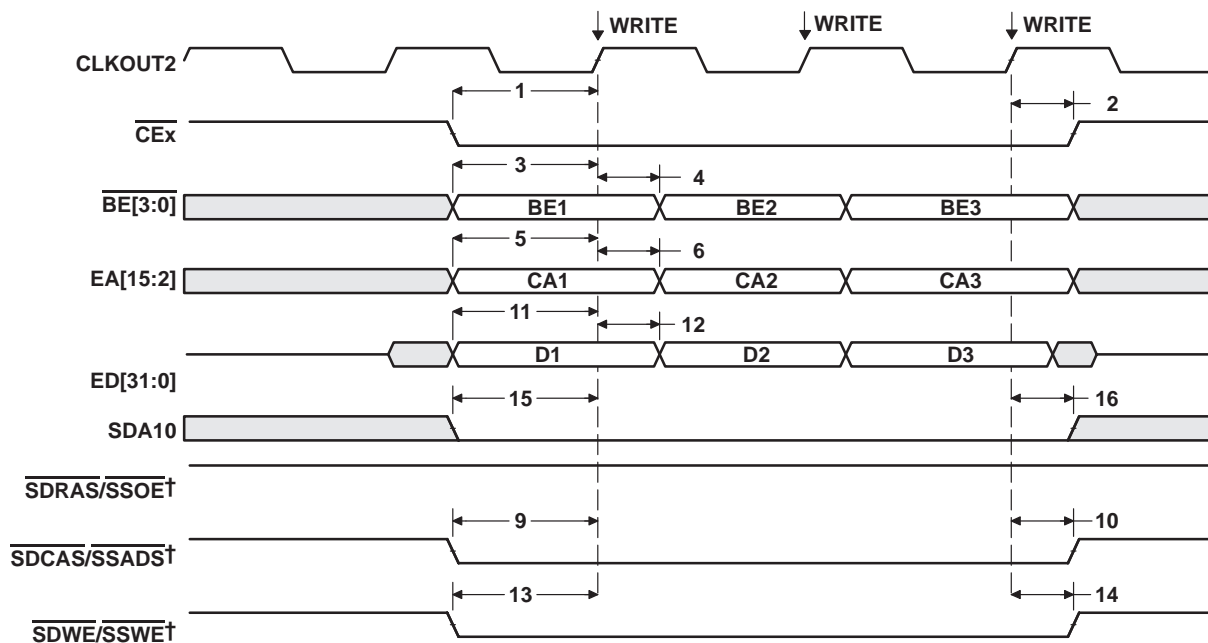 WRITE WRITE WRITE
CLKOUT2
1 2
CEx
3 4
BE[3:0] BE1 BE2 BE3
5 6
EA[15:2] CA1 CA2 CA3
11 12
D1 D2 D3
ED[31:0]
15 16
SDA10
SDRAS/SSOE†
9 10
SDCAS/SSADS†
13 14
SDWE/SSWE†